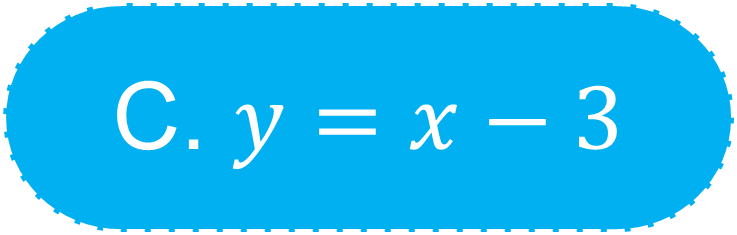 C. y = x − 3